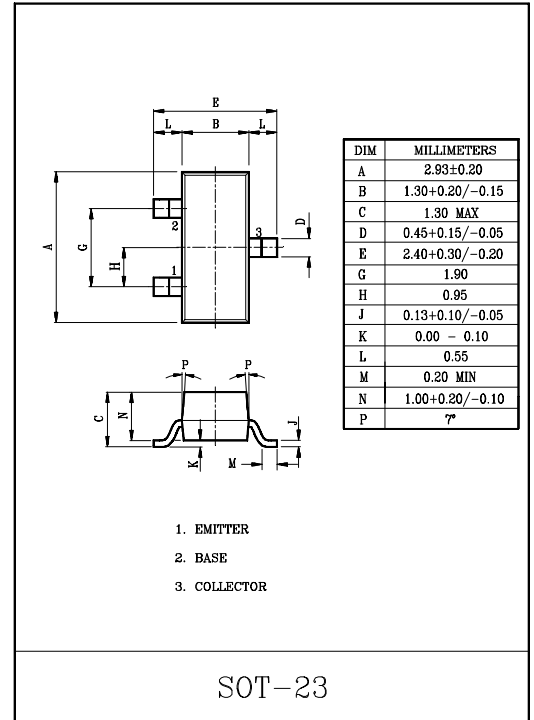 E
L B L
A
G
H
D
2
3
1
DIM MILLIMETERS
A 2.93±0.20
B 1.30+0.20/−0.15
C 1.30 MAX
D 0.45+0.15/−0.05
E 2.40+0.30/−0.20
G 1.90
H 0.95
J 0.13+0.10/−0.05
K 0.00 − 0.10
L 0.55
M 0.20 MIN
N 1.00+0.20/−0.10
P 7°
P P
C
N
K
M
J
1. EMITTER
2. BASE
3. COLLECTOR
SOT−23